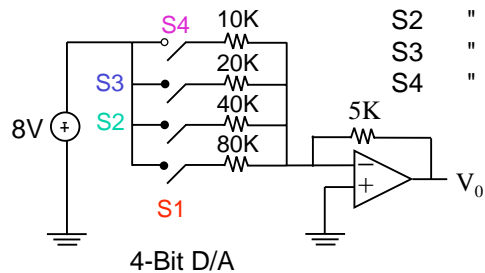 S4 10K S2 "
S3 20K S3 "
S4 "
S2 40K
8V
80K 5K
S1
−
+
V0
4-Bit D/A